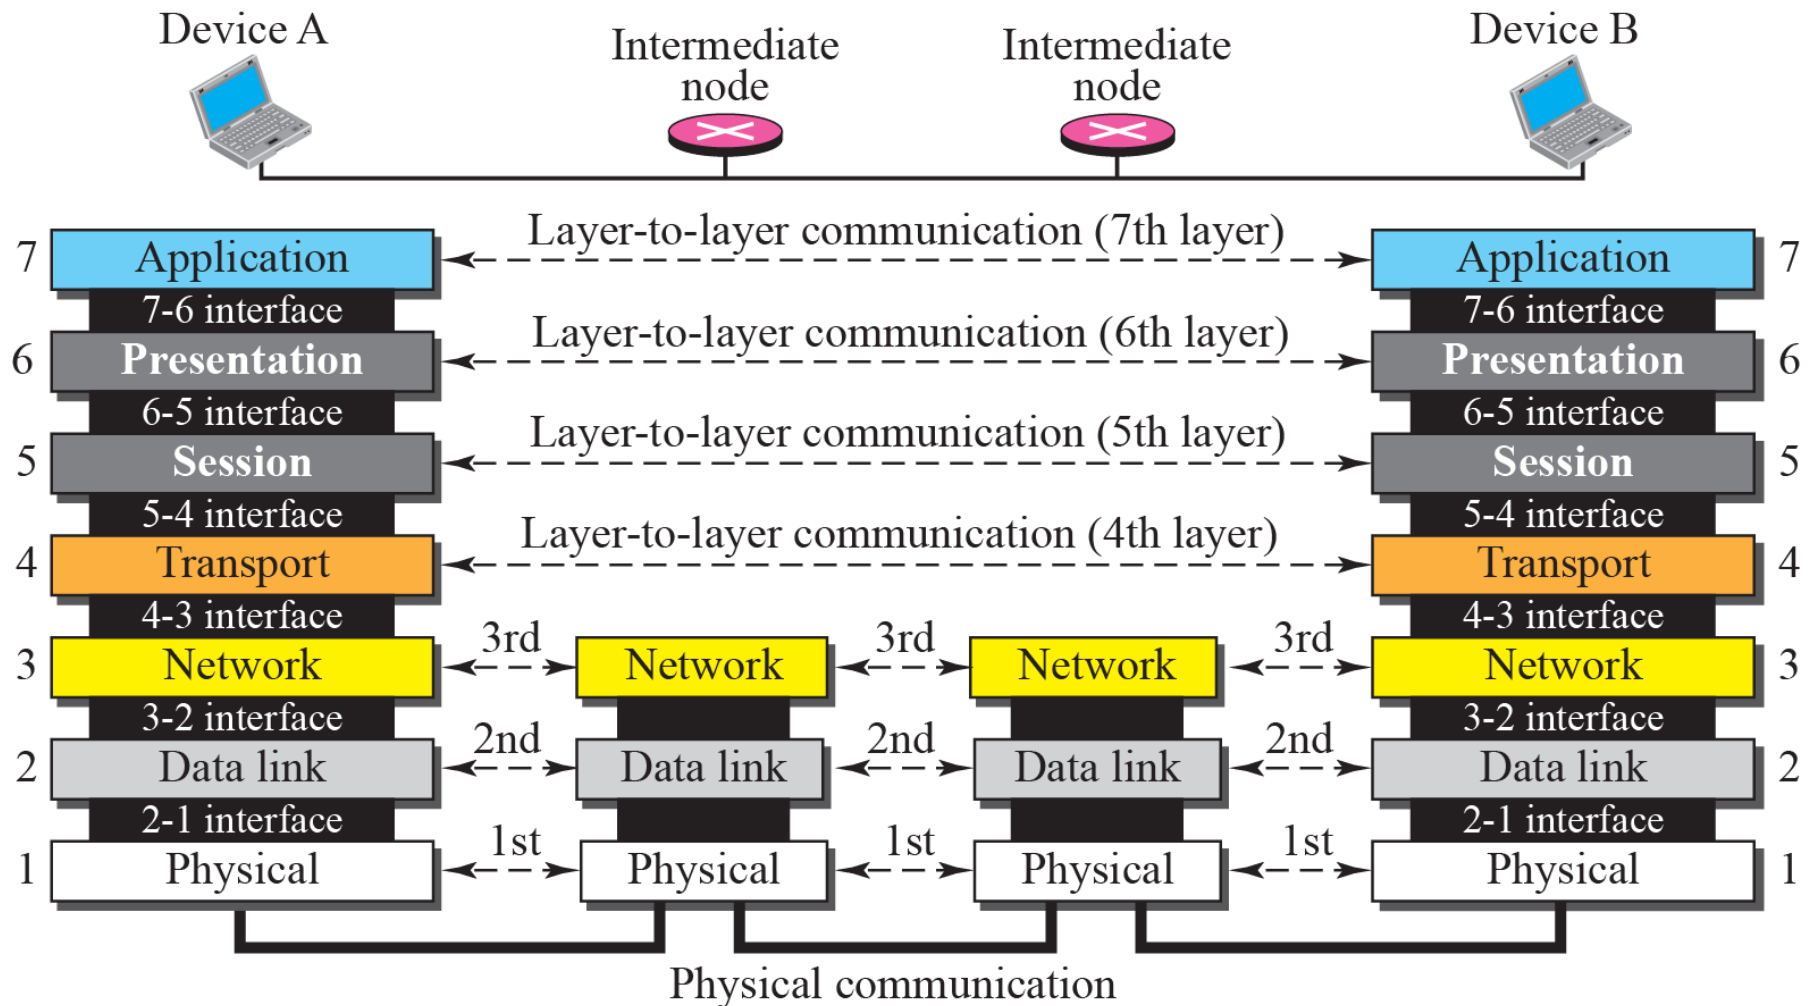 Device A
Intermediate
node
Intermediate
node
Device B
Layer-to-layer communication (7th layer)
7 Application Application 7
7-6 interface 7-6 interface
Layer-to-layer communication (6th layer)
6 Presentation Presentation 6
6-5 interface 6-5 interface
Layer-to-layer communication (5th layer)
5 Session Session 5
5-4 interface 5-4 interface
Layer-to-layer communication (4th layer)
4 Transport Transport 4
4-3 interface 4-3 interface
3rd 3rd 3rd
3 Network Network Network Network 3
3-2 interface 3-2 interface
2nd 2nd 2nd
2 Data link Data link Data link Data link 2
2-1 interface 2-1 interface
1st 1st 1st
1 Physical Physical Physical Physical 1
Physical communication